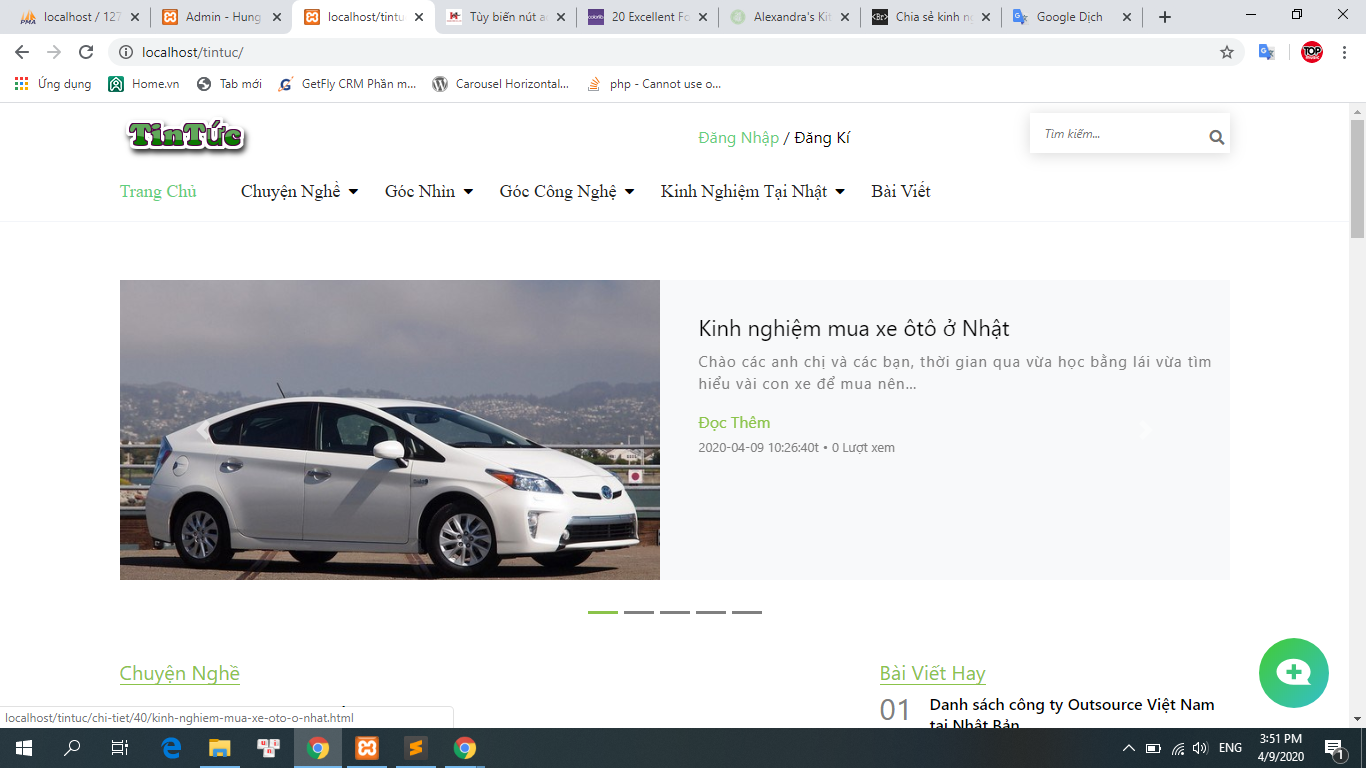 localhost / 127
Admin - Hung
localhost/tintu
Tùy biến nút a
20 Excellent Fo
Alexandra's Kit
Chia sẻ kinh n
Google Dịch
localhost/tintuc/
Ứng dụng
Home.vn
Tab mới
GetFly CRM Phần m...
Carousel Horizontal...
php - Cannot use o...
TinTức
Đăng Nhập / Đăng Kí
Tìm kiếm...
Trang Chủ
Chuyện Nghề
Góc Nhìn
Góc Công Nghệ
Kinh Nghiệm Tại Nhật
Bài Viết
Kinh nghiệm mua xe ôtô ở Nhật
Chào các anh chị và các bạn, thời gian qua vừa học bằng lái vừa tìm
hiểu vài con xe để mua nên...
Đọc Thêm
2020-04-09 10:26:40t • 0 Lượt xem
Chuyện Nghề
Bài Viết Hay
01
Danh sách công ty Outsource Việt Nam
tại Nhật Bản
localhost/tintuc/chi-tiet/40/kinh-nghiem-mua-xe-oto-o-nhat.html
ENG
3:51 PM
4/9/2020
1